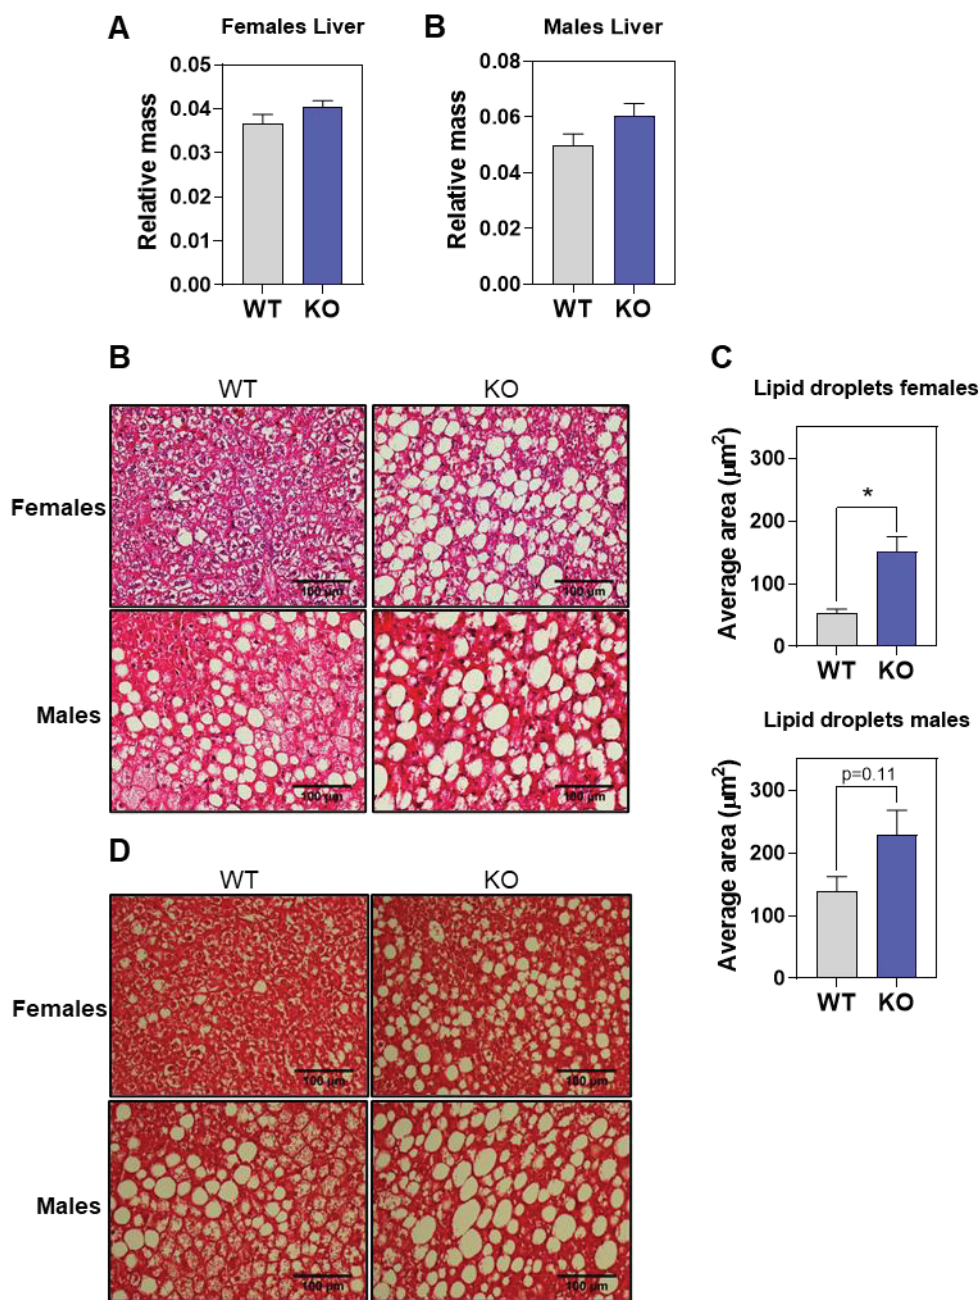 A
Females Liver
Relative mass
0.05
0.04
0.03
0.02
0.01
0.00
WT KO
B
Males Liver
Relative mass
0.08
0.06
0.04
0.02
0.00
WT KO
B
WT KO
Females
100 µm
100 µm
Males
100 µm
100 µm
C
Lipid droplets females
Average area (µm²)
300
200
100
0
*
WT KO
Lipid droplets males
Average area (µm²)
300
200
100
0
p=0.11
WT KO
D
WT KO
Females
100 µm
100 µm
Males
100 µm
100 µm